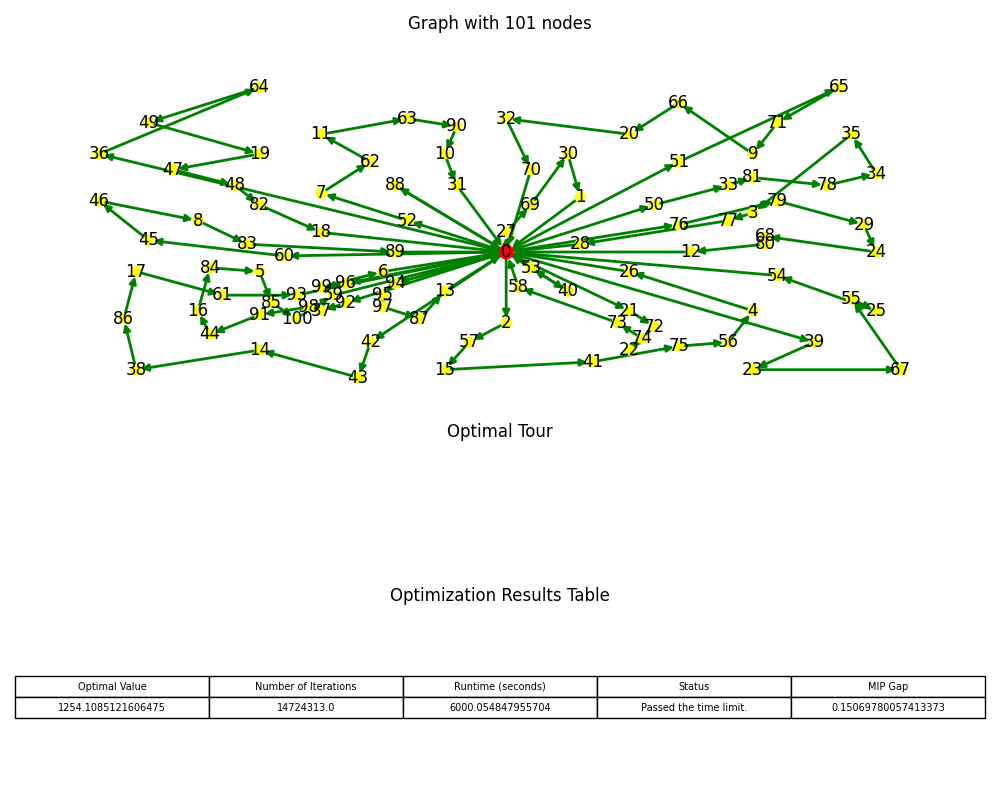 Graph with 101 nodes
64 65
66
49 63 90 32 71
11 20 35
36 19 10 30 9
62 51
47 70 34
48 88 31 33 81 78
7 1
46 82 69 50 79
8 52 76 77 3 29
18 27 68
45 83 28 80
60 89 0 12 24
17 84 5 6 53 26 54
99 96 94
61 93 59 95 13 58 40
85 98 92 97 55
16 91 37 21 4 25
86 100 87 2 73 72
44 74
42 57 56 39
14 22 75
41
38 43 15 23 67
Optimal Tour
Optimization Results Table
Optimal Value Number of Iterations Runtime (seconds) Status MIP Gap
1254.1085121606475 14724313.0 6000.054847955704 Passed the time limit. 0.15069780057413373